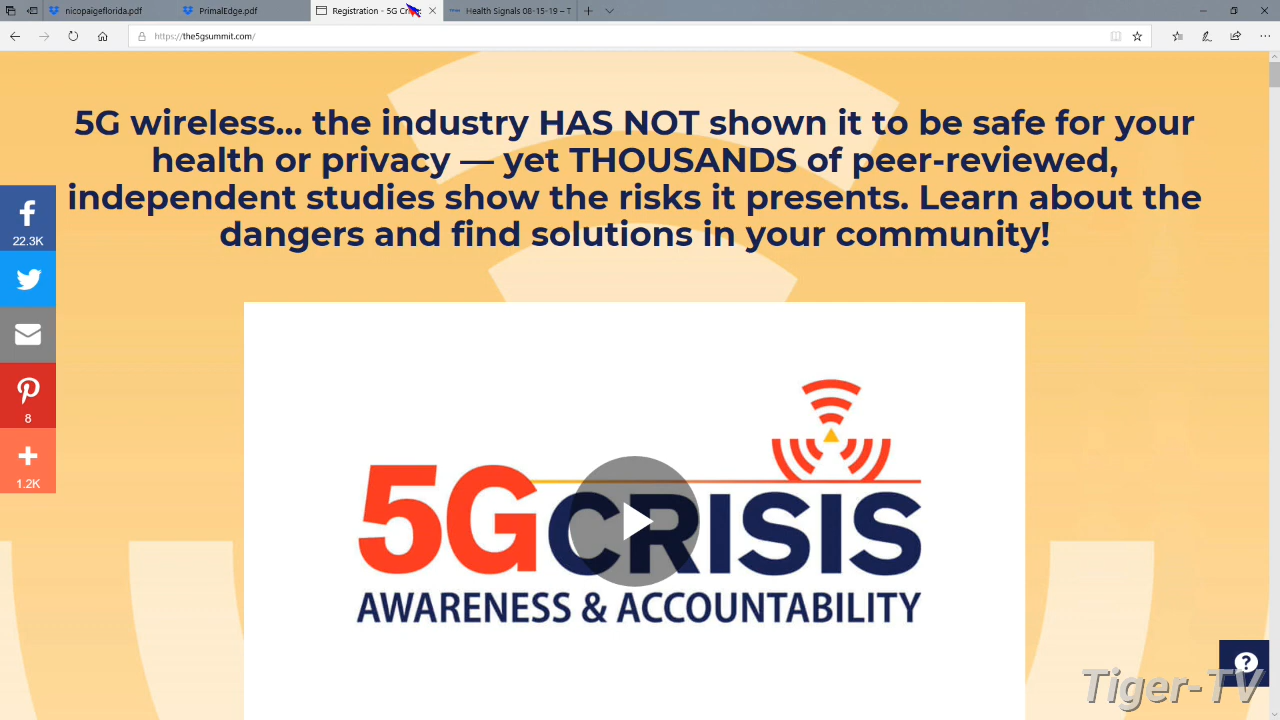 nicopaigeflorida.pdf
PrimalEdge.pdf
Registration - 5G Cri
Health Signals 08-15-19 – T
https://the5gsummit.com/
5G wireless... the industry HAS NOT shown it to be safe for your
health or privacy — yet THOUSANDS of peer-reviewed,
independent studies show the risks it presents. Learn about the
dangers and find solutions in your community!
22.3K
8
1.2K
5GCRISIS
AWARENESS & ACCOUNTABILITY
?
Tiger-TV